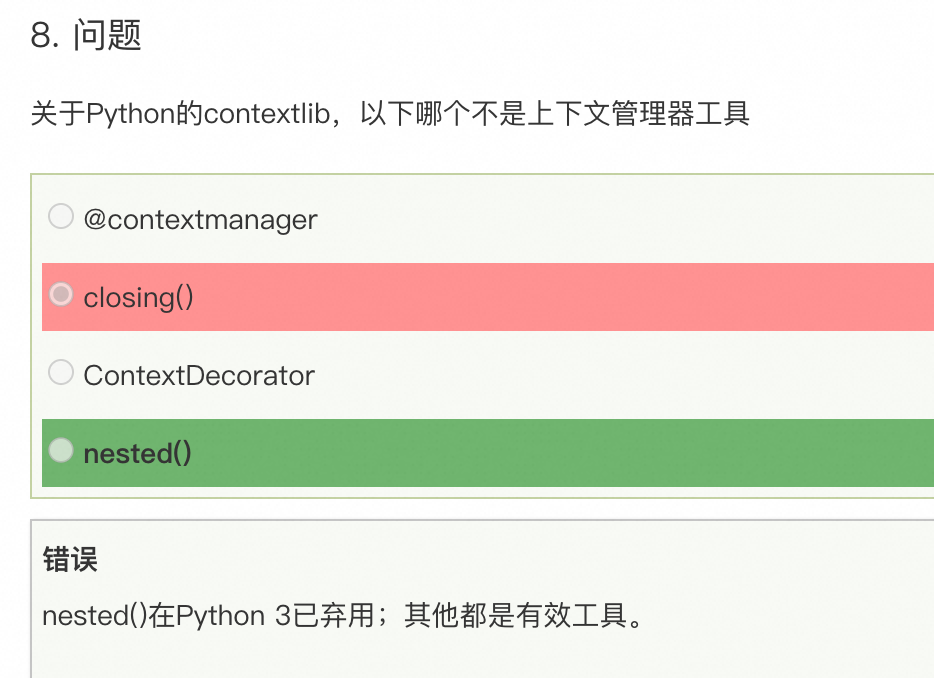 8. 问题
关于Python的contextlib，以下哪个不是上下文管理器工具
@contextmanager
closing()
ContextDecorator
nested()
错误
nested()在Python 3已弃用；其他都是有效工具。